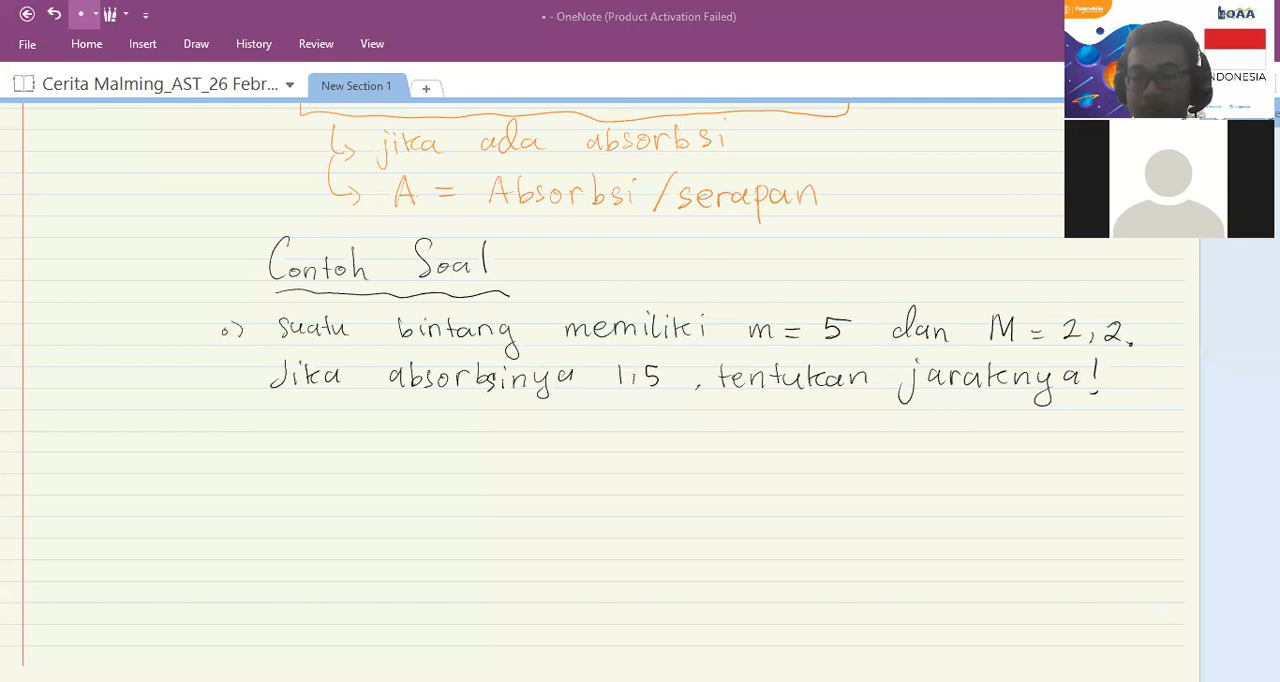 - OneNote (Product Activation Failed)
File Home Insert Draw History Review View
Cerita Malming_AST_26 Febr... New Section 1
INDONESIA
↳ jika ada absorbsi
↳ A = Absorbsi / serapan
Contoh Soal
o) suatu bintang memiliki m = 5 dan M = 2,2.
Jika absorbsinya 1,5, tentukan jaraknya!